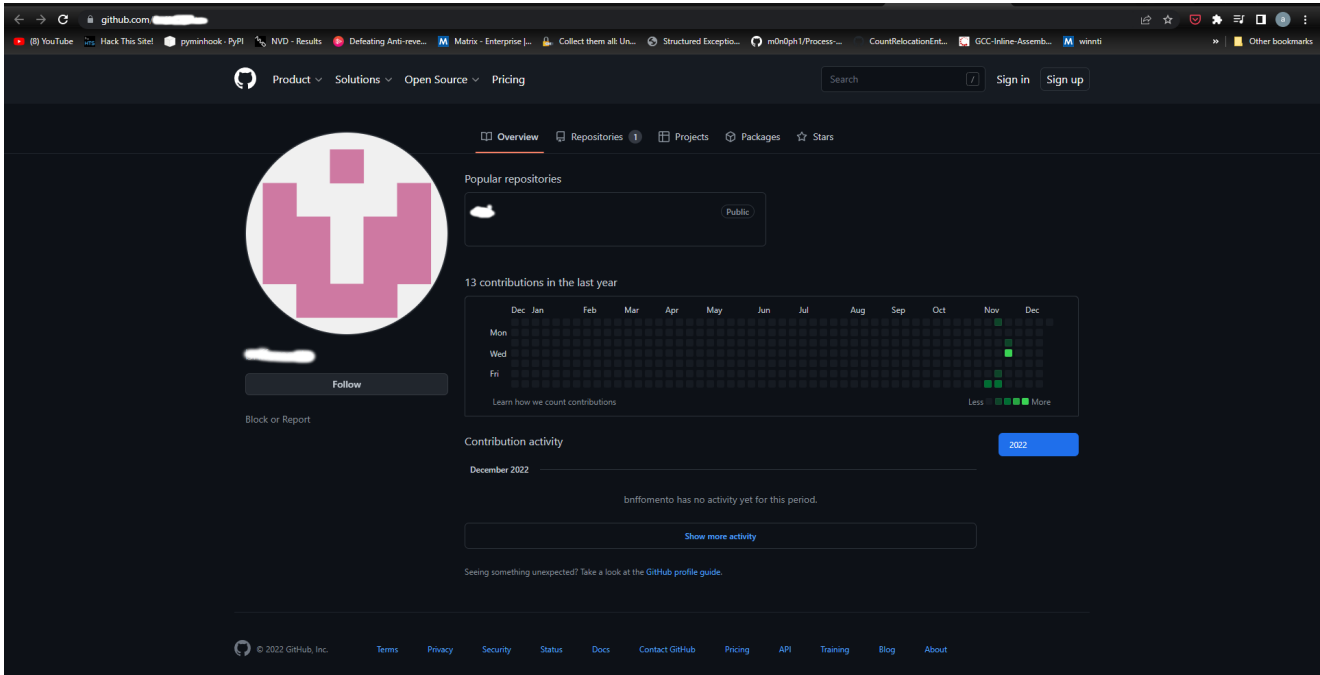 github.com/
(8) YouTube Hack This Site! pyminhook · PyPI NVD - Results Defeating Anti-reve... Matrix - Enterprise |... Collect them all: Un... Structured Exceptio... m0n0ph1/Process-... CountRelocationEnt... GCC-Inline-Assemb... winnti » Other bookmarks
Product Solutions Open Source Pricing Search / Sign in Sign up
Overview Repositories 1 Projects Packages Stars
Popular repositories
Public
13 contributions in the last year
Dec Jan Feb Mar Apr May Jun Jul Aug Sep Oct Nov Dec
Mon
Wed
Fri
Learn how we count contributions Less More
Follow
Block or Report
Contribution activity 2022
December 2022
bnffomento has no activity yet for this period.
Show more activity
Seeing something unexpected? Take a look at the GitHub profile guide.
© 2022 GitHub, Inc. Terms Privacy Security Status Docs Contact GitHub Pricing API Training Blog About